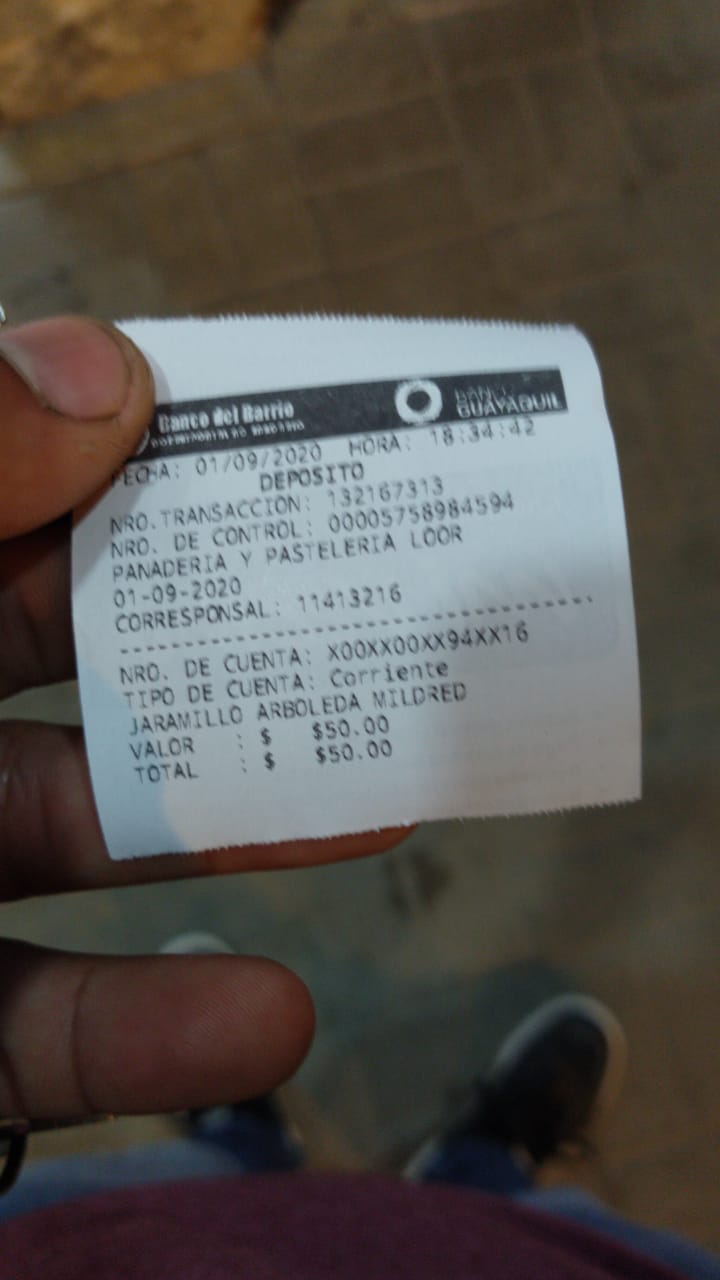 Banco del Barrio
BANCO GUAYAQUIL
FECHA: 01/09/2020 HORA: 18:34:42
DEPOSITO
NRO.TRANSACCION: 132167313
NRO. DE CONTROL: 00005758984594
PANADERIA Y PASTELERIA LOOR
01-09-2020
CORRESPONSAL: 11413216
NRO. DE CUENTA: X00XX00XX94XX16
TIPO DE CUENTA: Corriente
JARAMILLO ARBOLEDA MILDRED
VALOR : $ $50.00
TOTAL : $ $50.00